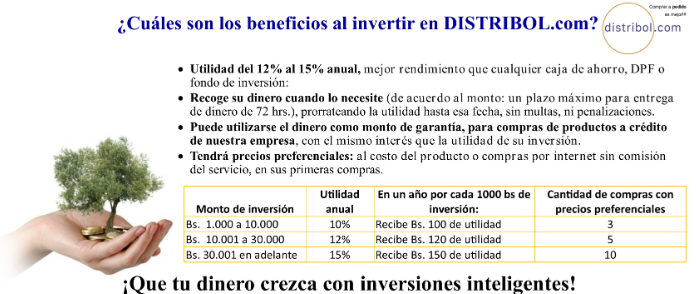 ¿Cuáles son los beneficios al invertir en DISTRIBOL.com?
Comprar a pedido
es mejor!!!
distribol.com
• Utilidad del 12% al 15% anual, mejor rendimiento que cualquier caja de ahorro, DPF o
fondo de inversión:
• Recoge su dinero cuando lo necesite (de acuerdo al monto: un plazo máximo para entrega
de dinero de 72 hrs.), prorrateando la utilidad hasta esa fecha, sin multas, ni penalizaciones.
• Puede utilizarse el dinero como monto de garantía, para compras de productos a crédito
de nuestra empresa, con el mismo interés que la utilidad de su inversión.
• Tendrá precios preferenciales: al costo del producto o compras por internet sin comisión
del servicio, en sus primeras compras.
Monto de inversión Utilidad anual En un año por cada 1000 bs de inversión: Cantidad de compras con precios preferenciales
Bs. 1.000 a 10.000 10% Recibe Bs. 100 de utilidad 3
Bs. 10.001 a 30.000 12% Recibe Bs. 120 de utilidad 5
Bs. 30.001 en adelante 15% Recibe Bs. 150 de utilidad 10
¡Que tu dinero crezca con inversiones inteligentes!